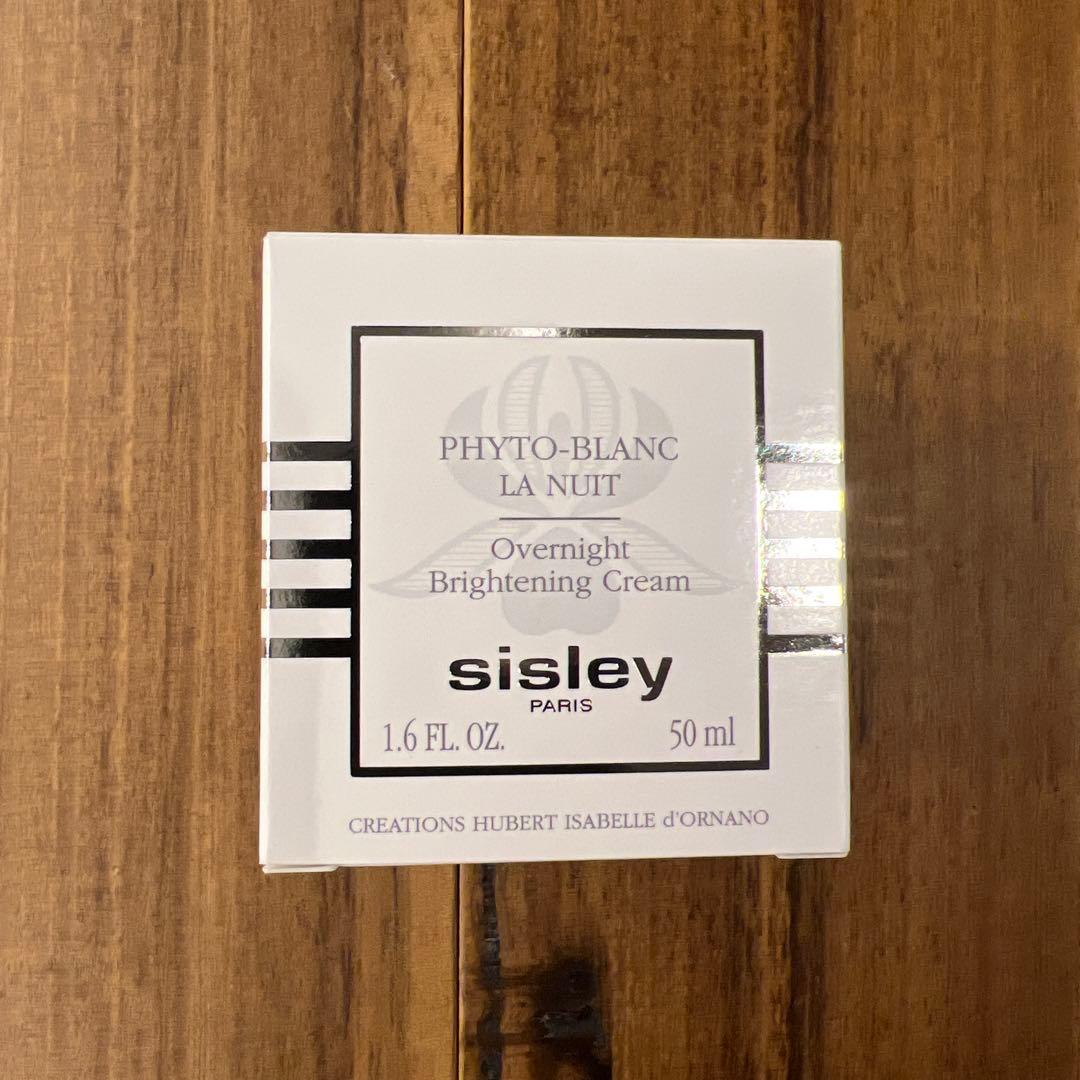 PHYTO-BLANC
LA NUIT
Overnight
Brightening Cream
sisley
PARIS
1.6 FL. OZ. 50 ml
CREATIONS HUBERT ISABELLE d'ORNANO